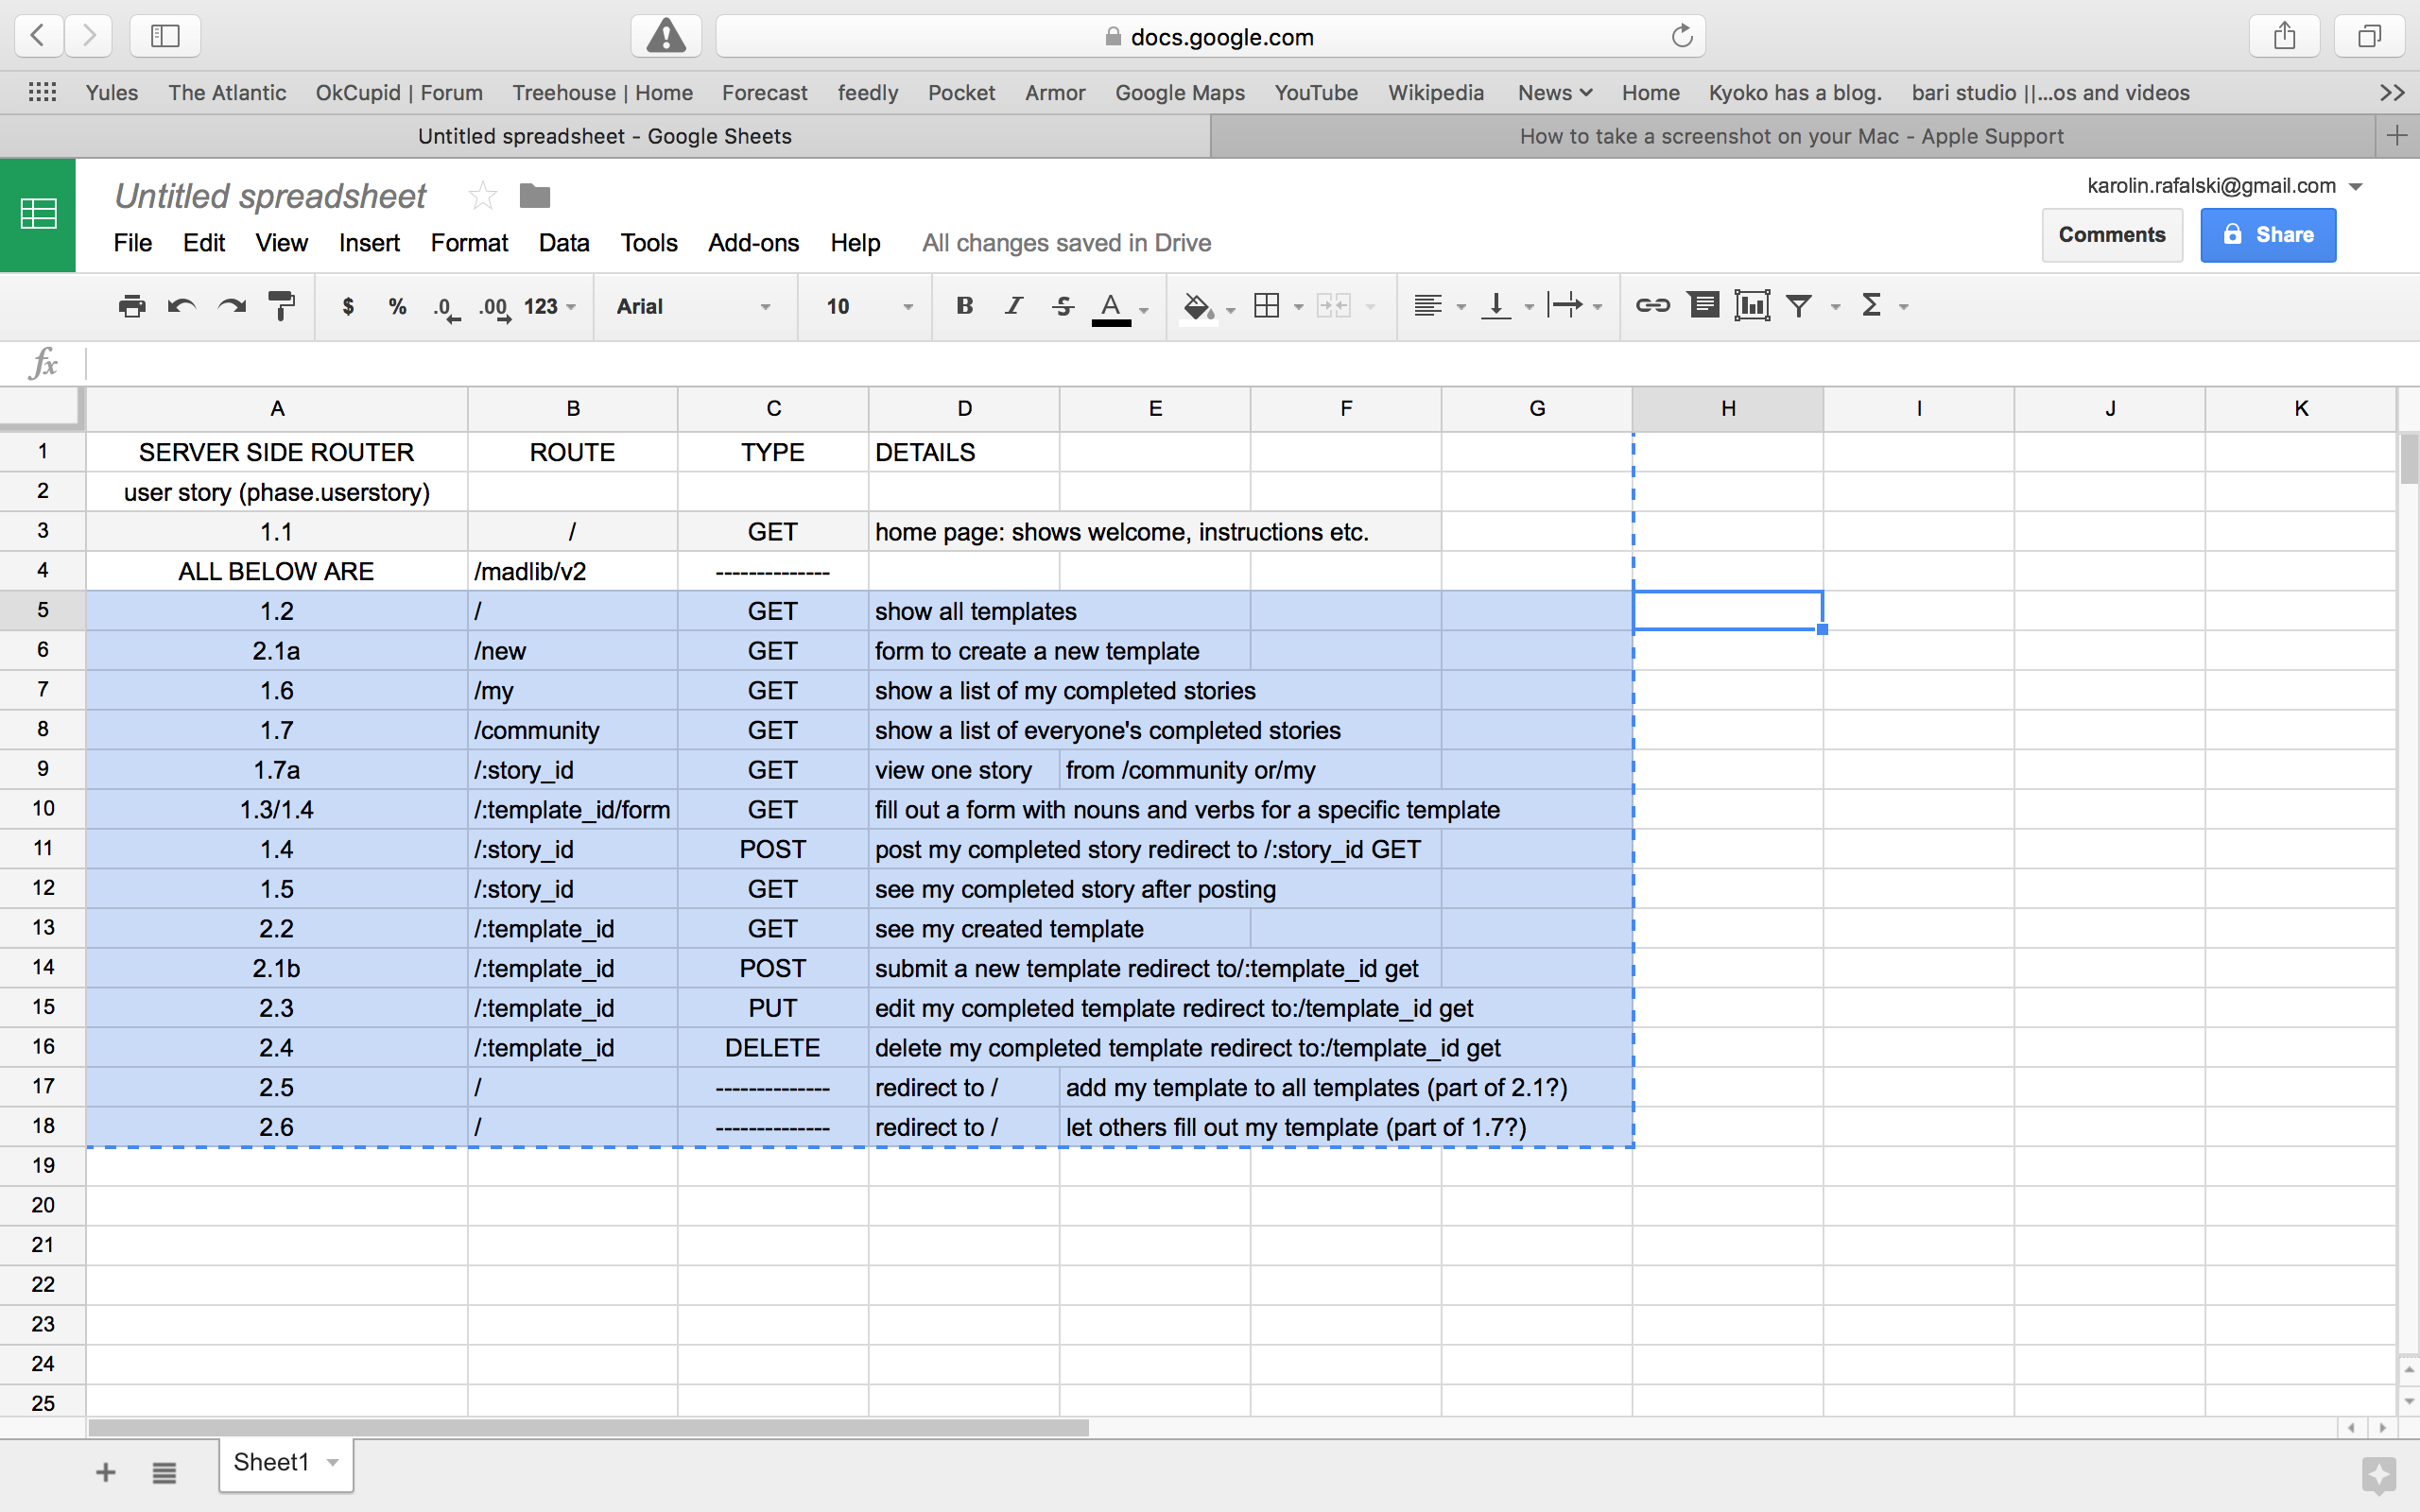 docs.google.com
Yules The Atlantic OkCupid | Forum Treehouse | Home Forecast feedly Pocket Armor Google Maps YouTube Wikipedia News Home Kyoko has a blog. bari studio ||...os and videos >>
Untitled spreadsheet - Google Sheets How to take a screenshot on your Mac - Apple Support +
Untitled spreadsheet karolin.rafalski@gmail.com
File Edit View Insert Format Data Tools Add-ons Help All changes saved in Drive Comments Share
$ % .0 .00 123 Arial 10 B I S A Σ
fx
A B C D E F G H I J K
1 SERVER SIDE ROUTER ROUTE TYPE DETAILS
2 user story (phase.userstory)
3 1.1 / GET home page: shows welcome, instructions etc.
4 ALL BELOW ARE /madlib/v2 --------------
5 1.2 / GET show all templates
6 2.1a /new GET form to create a new template
7 1.6 /my GET show a list of my completed stories
8 1.7 /community GET show a list of everyone's completed stories
9 1.7a /:story_id GET view one story from /community or/my
10 1.3/1.4 /:template_id/form GET fill out a form with nouns and verbs for a specific template
11 1.4 /:story_id POST post my completed story redirect to /:story_id GET
12 1.5 /:story_id GET see my completed story after posting
13 2.2 /:template_id GET see my created template
14 2.1b /:template_id POST submit a new template redirect to/:template_id get
15 2.3 /:template_id PUT edit my completed template redirect to:/template_id get
16 2.4 /:template_id DELETE delete my completed template redirect to:/template_id get
17 2.5 / -------------- redirect to / add my template to all templates (part of 2.1?)
18 2.6 / -------------- redirect to / let others fill out my template (part of 1.7?)
19
20
21
22
23
24
25
+ Sheet1